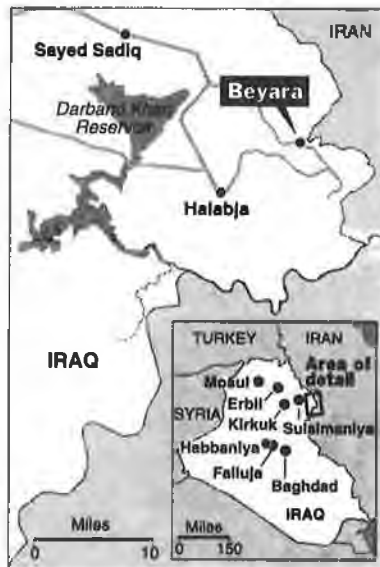 IRAN
Sayed Sadiq
Beyara
Darband Khan
Reservoir
Halabja
IRAQ
TURKEY
IRAN
Area of
detail
Mosul
Erbil
SYRIA
Kirkuk
Sulaimaniya
Habbaniya
Falluja
Baghdad
IRAQ
Miles
0 10
Miles
0 150